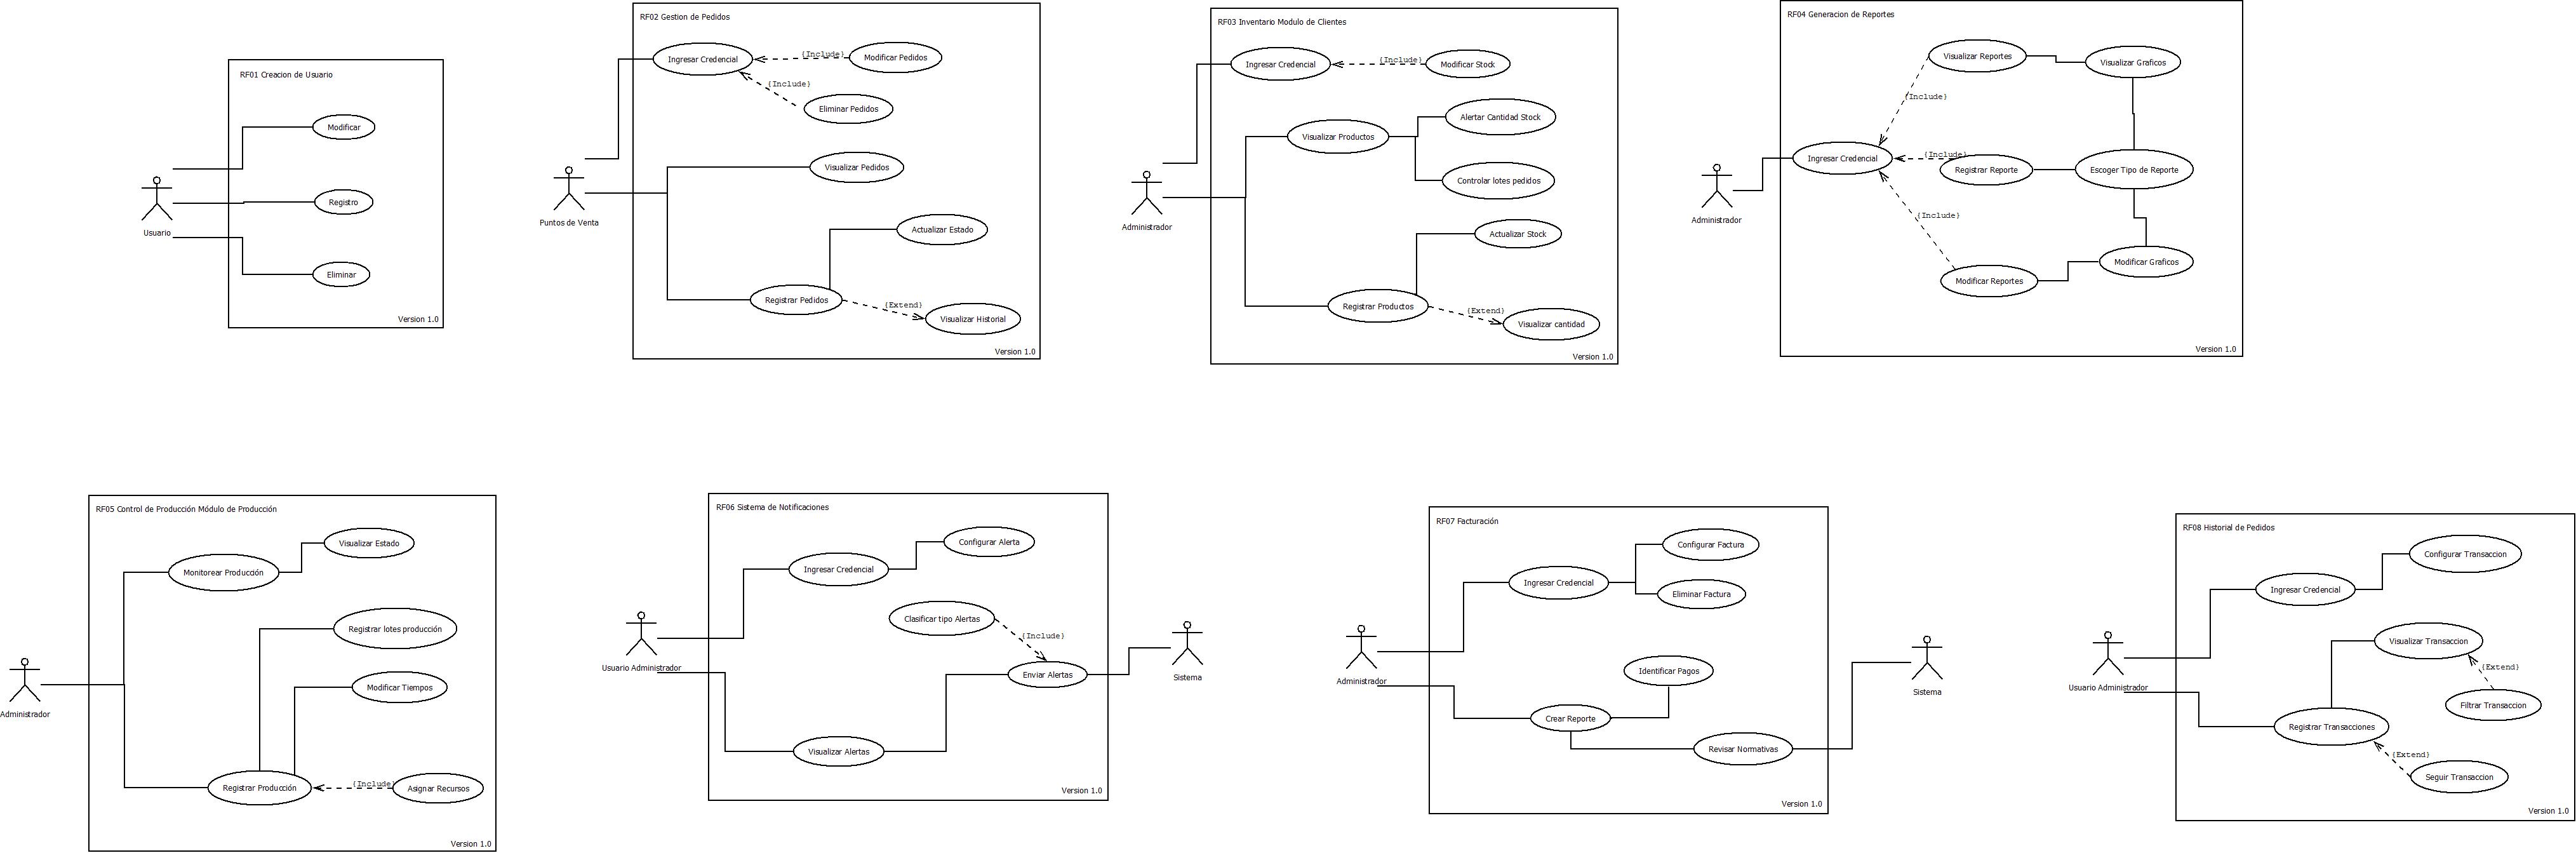 RF01 Creacion de Usuario
Modificar
Registro
Eliminar
Usuario
Version 1.0
RF02 Gestion de Pedidos
Ingresar Credencial
{Include}
Modificar Pedidos
{Include}
Eliminar Pedidos
Visualizar Pedidos
Puntos de Venta
Actualizar Estado
Registrar Pedidos
{Extend}
Visualizar Historial
Version 1.0
RF03 Inventario Modulo de Clientes
Ingresar Credencial
{Include}
Modificar Stock
Alertar Cantidad Stock
Visualizar Productos
Controlar lotes pedidos
Administrador
Actualizar Stock
Registrar Productos
{Extend}
Visualizar cantidad
Version 1.0
RF04 Generacion de Reportes
Visualizar Reportes
Visualizar Graficos
{Include}
Ingresar Credencial
{Include}
Registrar Reporte
Escoger Tipo de Reporte
Administrador
{Include}
Modificar Graficos
Modificar Reportes
Version 1.0
RF05 Control de Producción Módulo de Producción
Visualizar Estado
Monitorear Producción
Registrar lotes producción
Modificar Tiempos
Administrador
Registrar Producción
{Include}
Asignar Recursos
Version 1.0
RF06 Sistema de Notificaciones
Configurar Alerta
Ingresar Credencial
Clasificar tipo Alertas
{Include}
Usuario Administrador
Enviar Alertas
Sistema
Visualizar Alertas
Version 1.0
RF07 Facturación
Configurar Factura
Ingresar Credencial
Eliminar Factura
Identificar Pagos
Administrador
Sistema
Crear Reporte
Revisar Normativas
Version 1.0
RF08 Historial de Pedidos
Configurar Transaccion
Ingresar Credencial
Visualizar Transaccion
{Extend}
Usuario Administrador
Filtrar Transaccion
Registrar Transacciones
{Extend}
Seguir Transaccion
Version 1.0